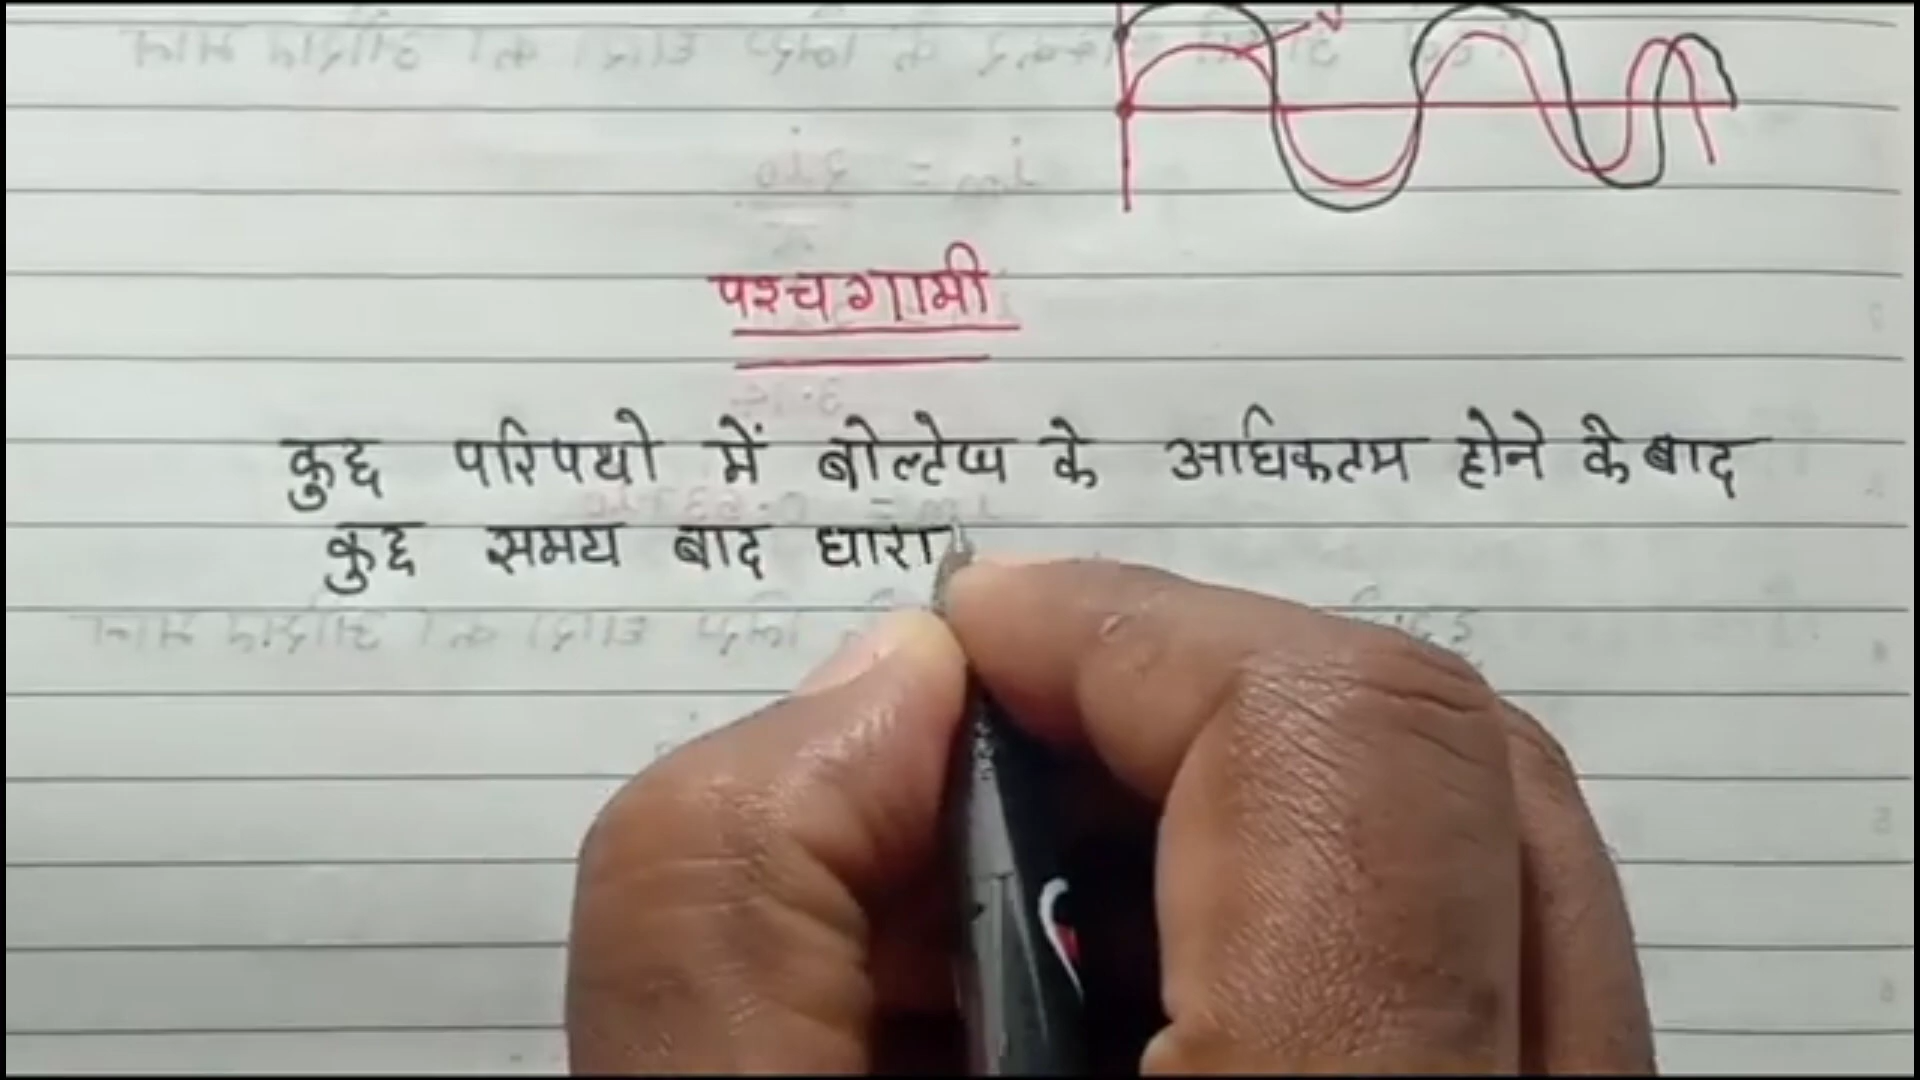 V
पश्चगामी
कुछ परिपथो में बोल्टेप्प के अधिकतम होने के बाद
कुछ समय बाद धारा